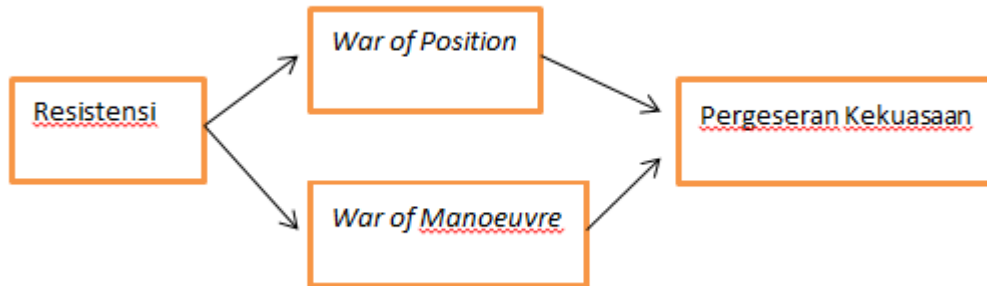 Resistensi
War of Position
War of Manoeuvre
Pergeseran Kekuasaan